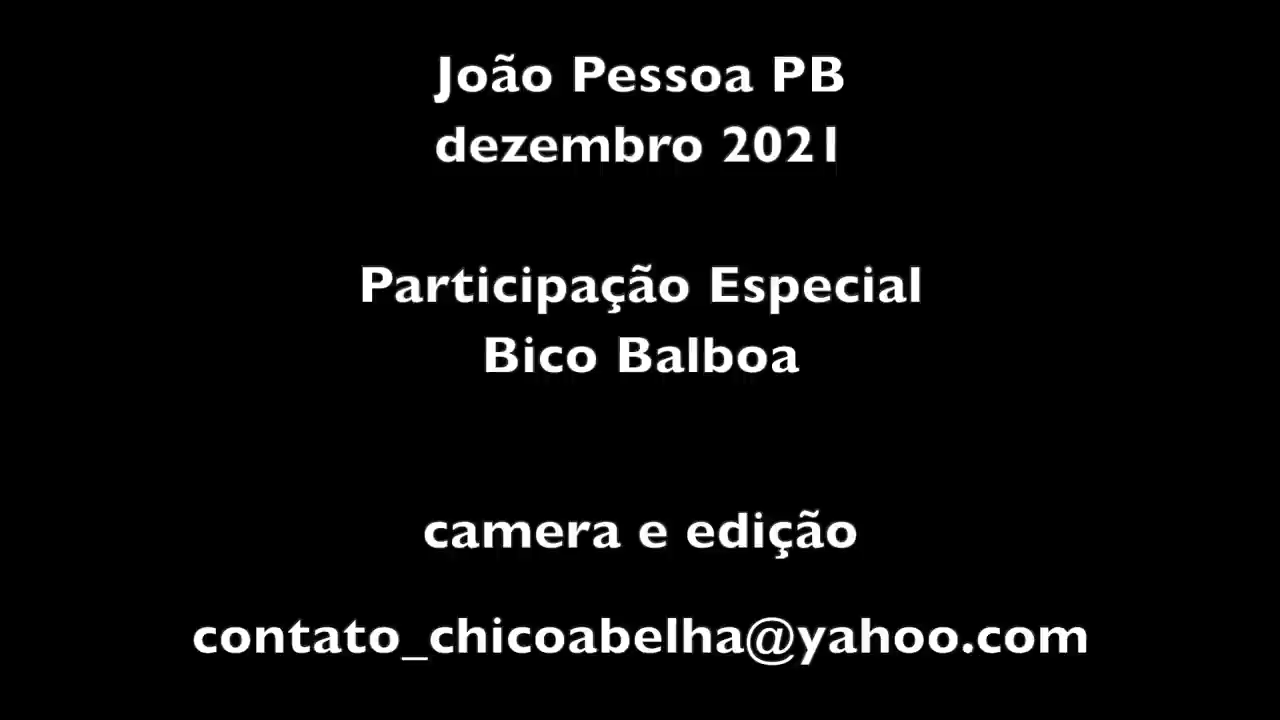 João Pessoa PB
dezembro 2021
Participação Especial
Bico Balboa
camera e edição
contato_chicoabelha@yahoo.com